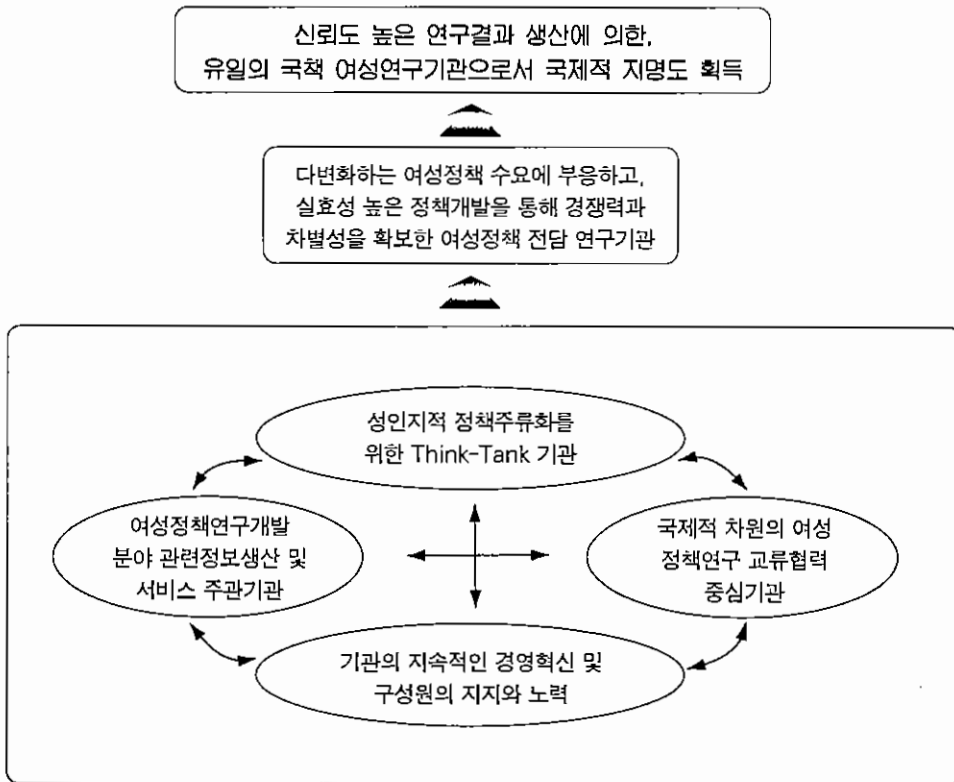 신뢰도 높은 연구결과 생산에 의한,
유일의 국책 여성연구기관으로서 국제적 지명도 획득
다변화하는 여성정책 수요에 부응하고,
실효성 높은 정책개발을 통해 경쟁력과
차별성을 확보한 여성정책 전담 연구기관
성인지적 정책주류화를
위한 Think-Tank 기관
여성정책연구개발
분야 관련정보생산 및
서비스 주관기관
국제적 차원의 여성
정책연구 교류협력
중심기관
기관의 지속적인 경영혁신 및
구성원의 지지와 노력